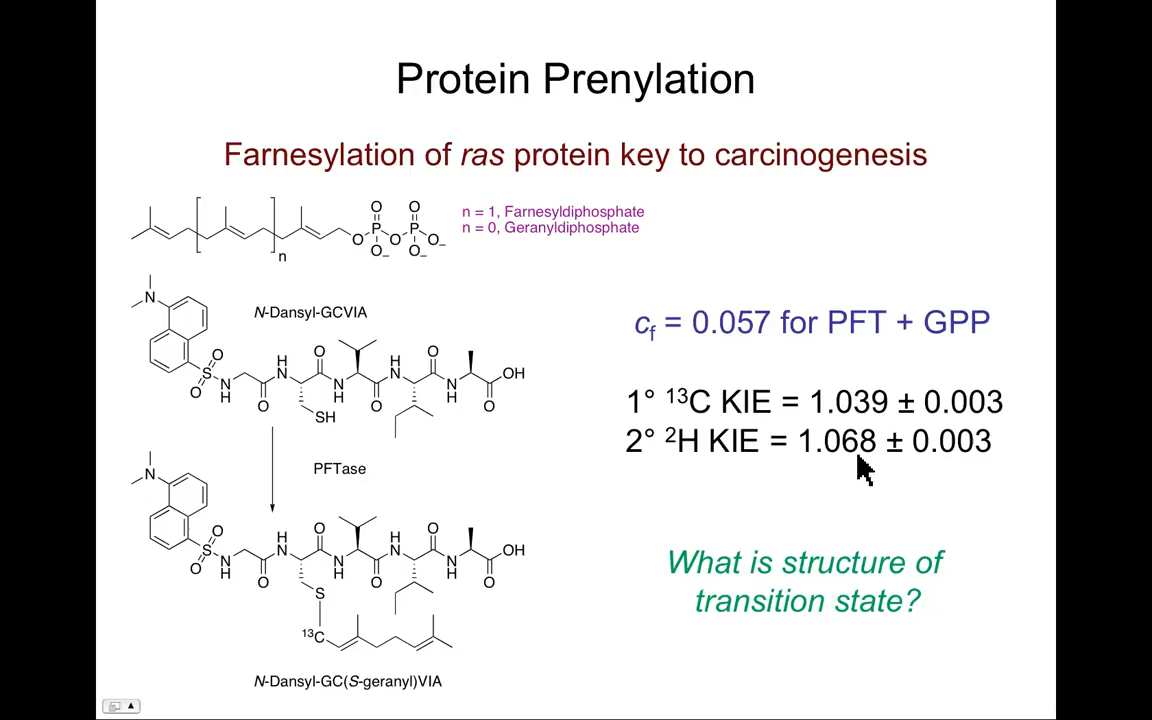 Protein Prenylation
Farnesylation of ras protein key to carcinogenesis
n = 1, Farnesyldiphosphate
n = 0, Geranyldiphosphate
O O
O P O P O–
O– O–
n
N
N-Dansyl-GCVIA
O S O
N H
O
H N
O
N H
O
H N
O
N H
O
OH
SH
PFTase
N
O S O
N H
O
H N
O
N H
O
H N
O
N H
O
OH
S
13C
N-Dansyl-GC(S-geranyl)VIA
cf = 0.057 for PFT + GPP
1° 13C KIE = 1.039 ± 0.003
2° 2H KIE = 1.068 ± 0.003
What is structure of
transition state?